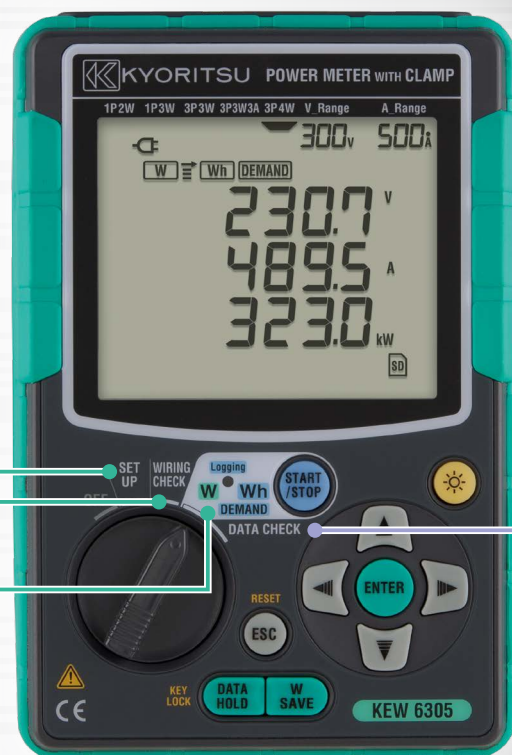 KYORITSU POWER METER WITH CLAMP
1P2W 1P3W 3P3W 3P3W3A 3P4W V_Range A_Range
300V 500A
W Wh DEMAND
230.7 V
489.5 A
323.0 kW
SD
SET UP
WIRING CHECK
OFF
Logging
W Wh
DEMAND
DATA CHECK
START /STOP
ENTER
RESET
ESC
KEY LOCK
DATA HOLD
W SAVE
CE
KEW 6305